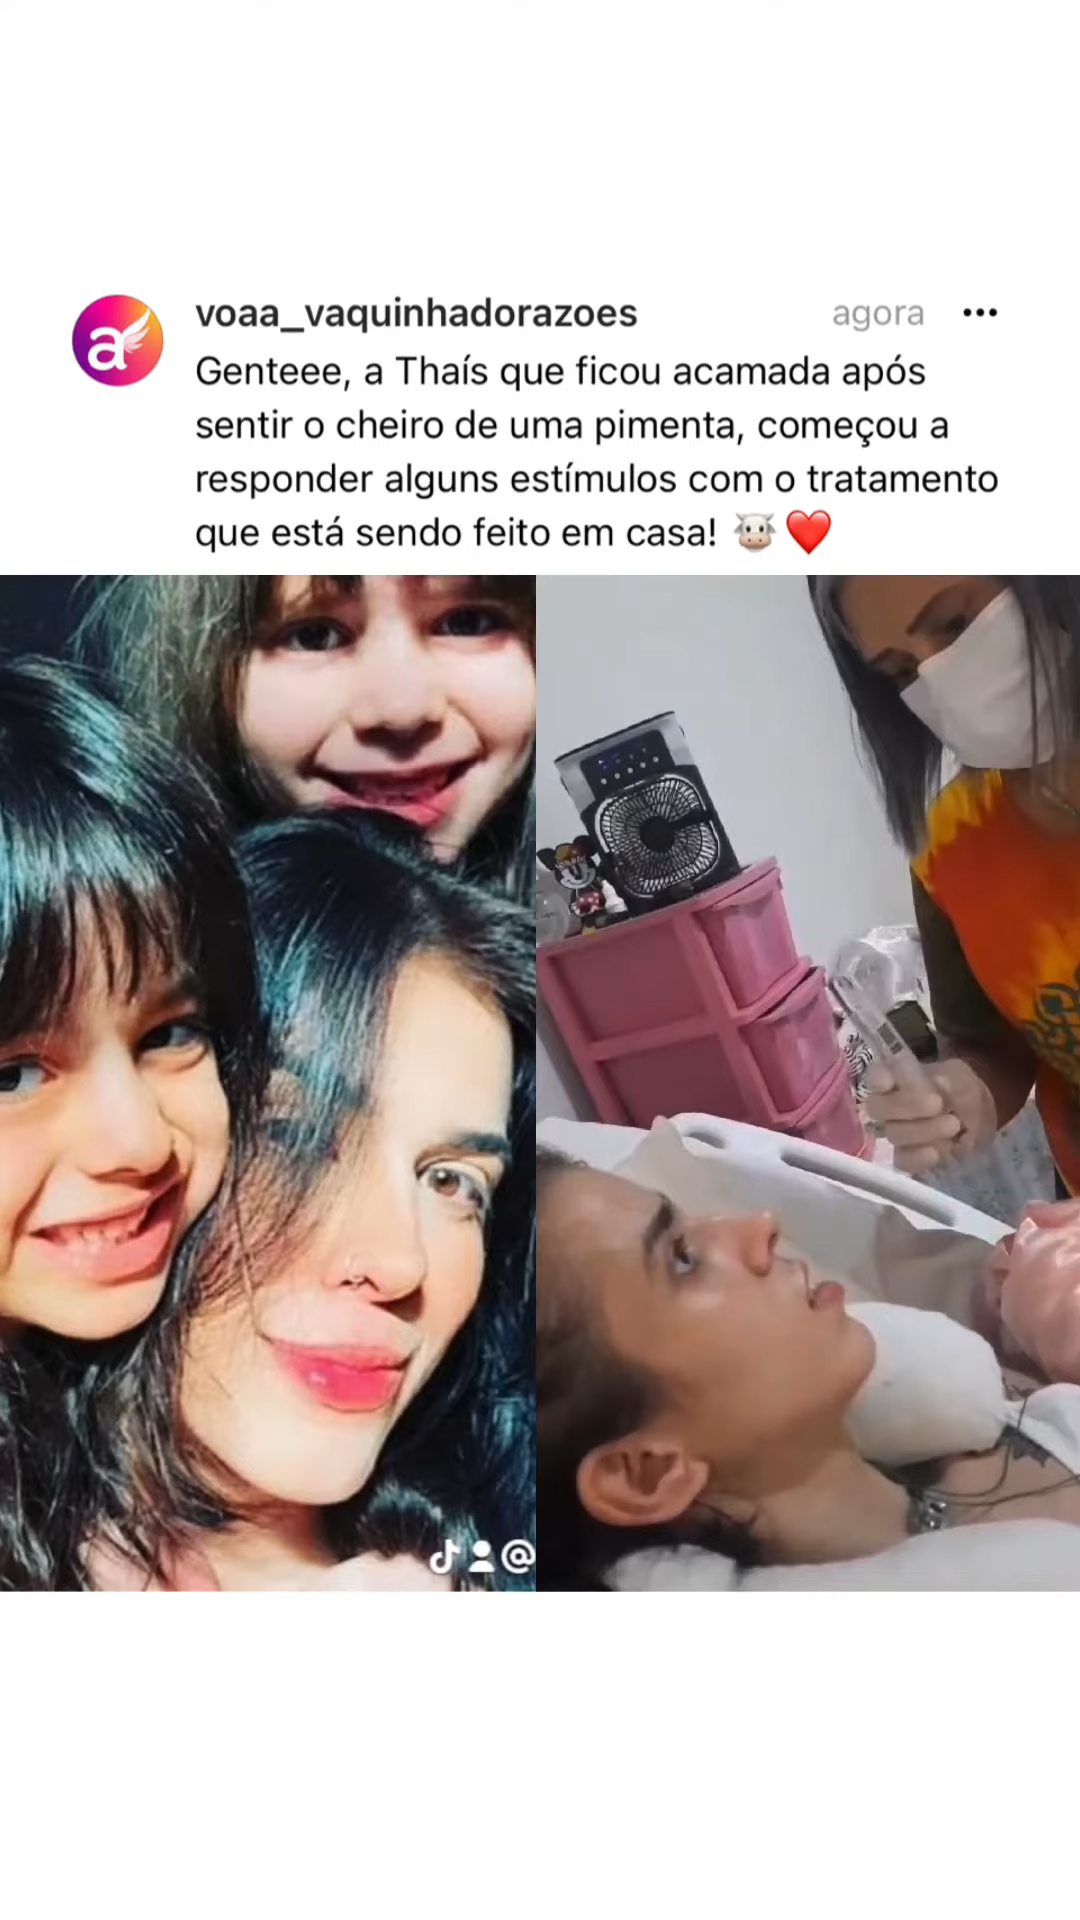 voaa_vaquinhadorazoes agora
Genteee, a Thaís que ficou acamada após
sentir o cheiro de uma pimenta, começou a
responder alguns estímulos com o tratamento
que está sendo feito em casa! 🐮❤️